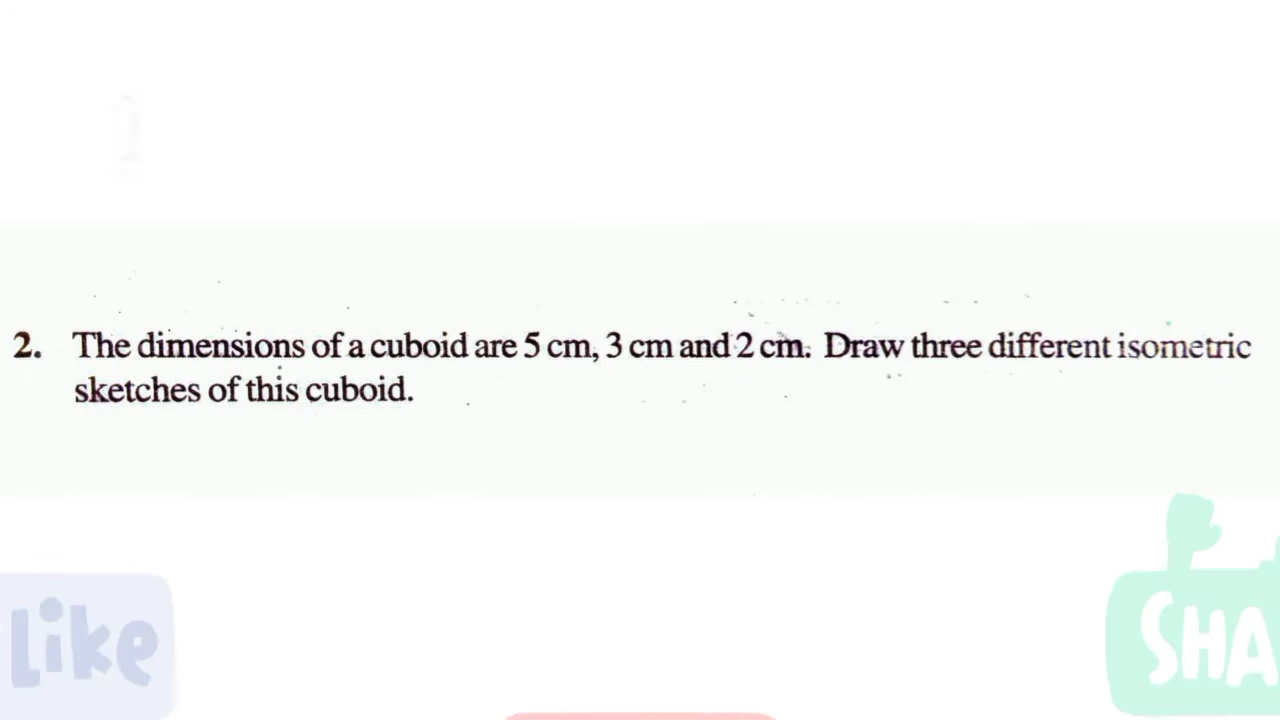 2. The dimensions of a cuboid are 5 cm, 3 cm and 2 cm. Draw three different isometric
sketches of this cuboid.
Like
SHA